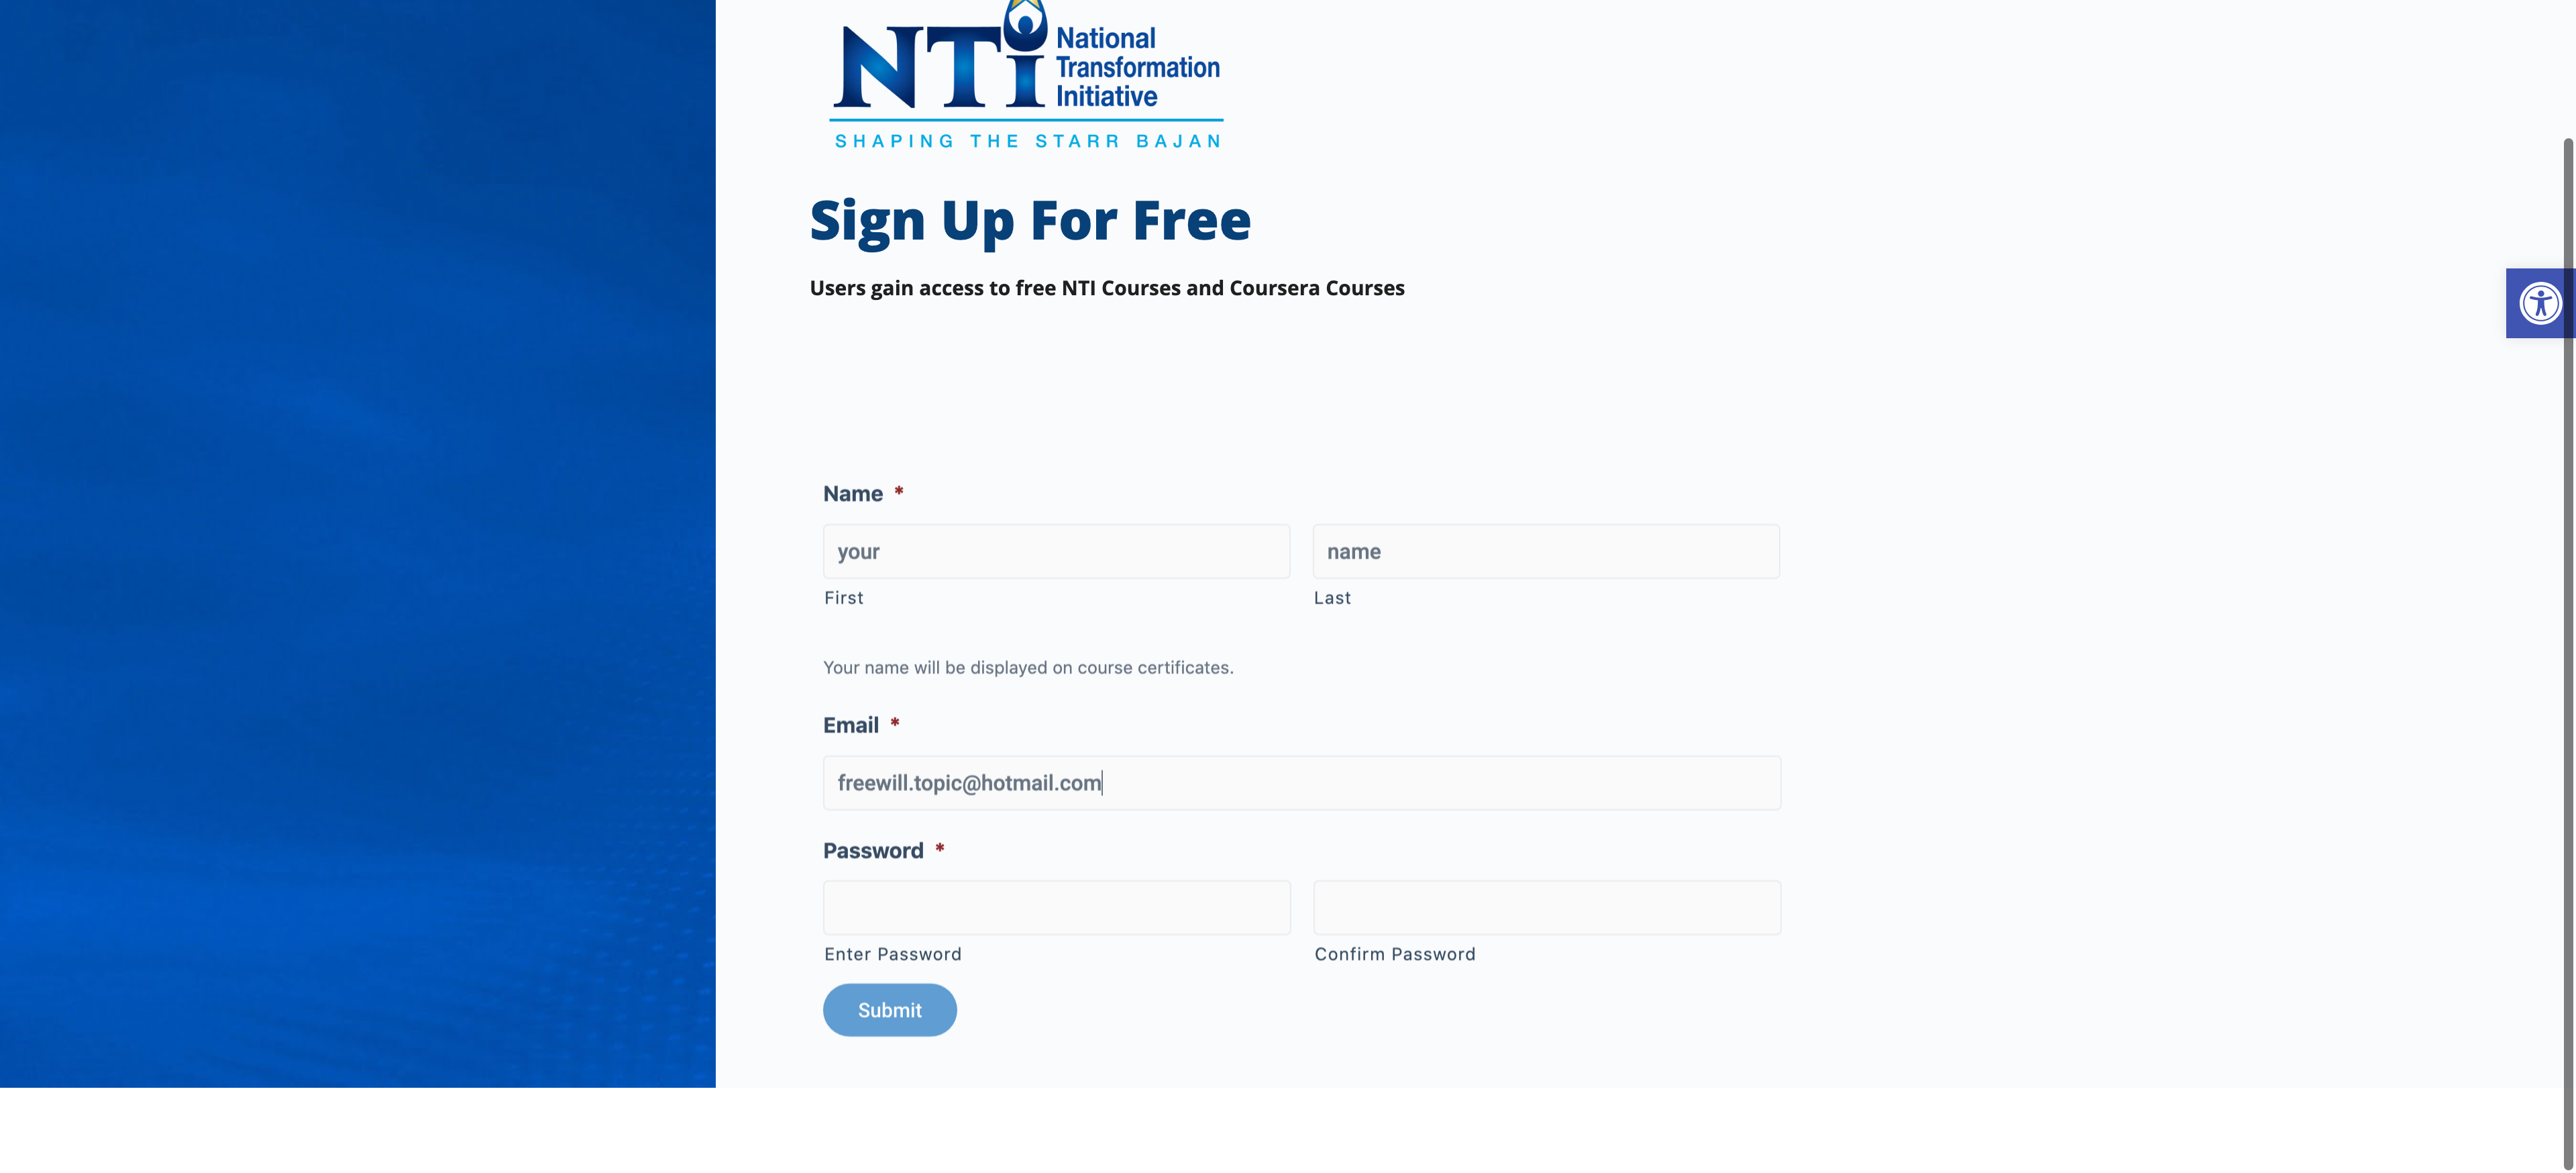 NTi
National
Transformation
Initiative
SHAPING THE STARR BAJAN
Sign Up For Free
Users gain access to free NTI Courses and Coursera Courses
Name *
your name
First Last
Your name will be displayed on course certificates.
Email *
freewill.topic@hotmail.com
Password *
Enter Password Confirm Password
Submit